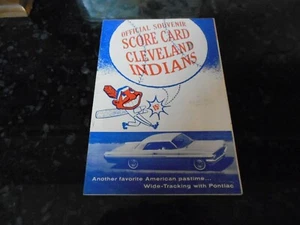 OFFICIAL SOUVENIR
SCORE CARD
CLEVELAND
INDIANS
Another favorite American pastime...
Wide-Tracking with Pontiac